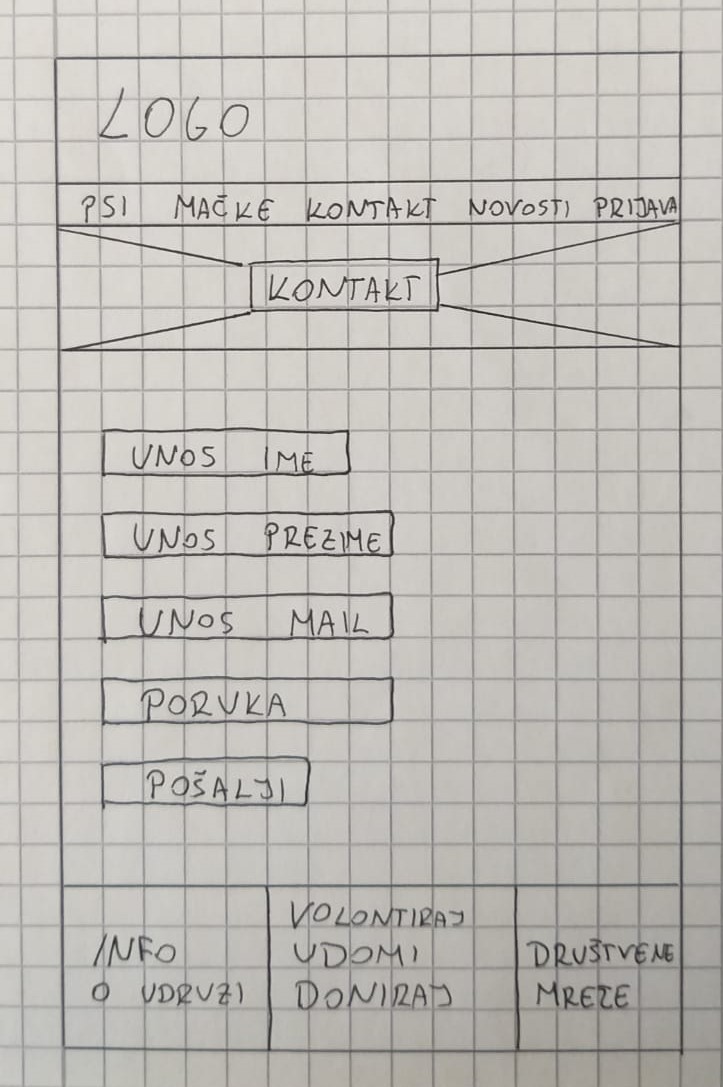 LOGO
PSI MAČKE KONTAKT NOVOSTI PRIJAVA
KONTAKT
UNOS IME
UNOS PREZIME
UNOS MAIL
PORUKA
POŠALJI
INFO
O UDRUZI
VOLONTIRAJ
UDOMI
DONIRAJ
DRUŠTVENE
MREŽE